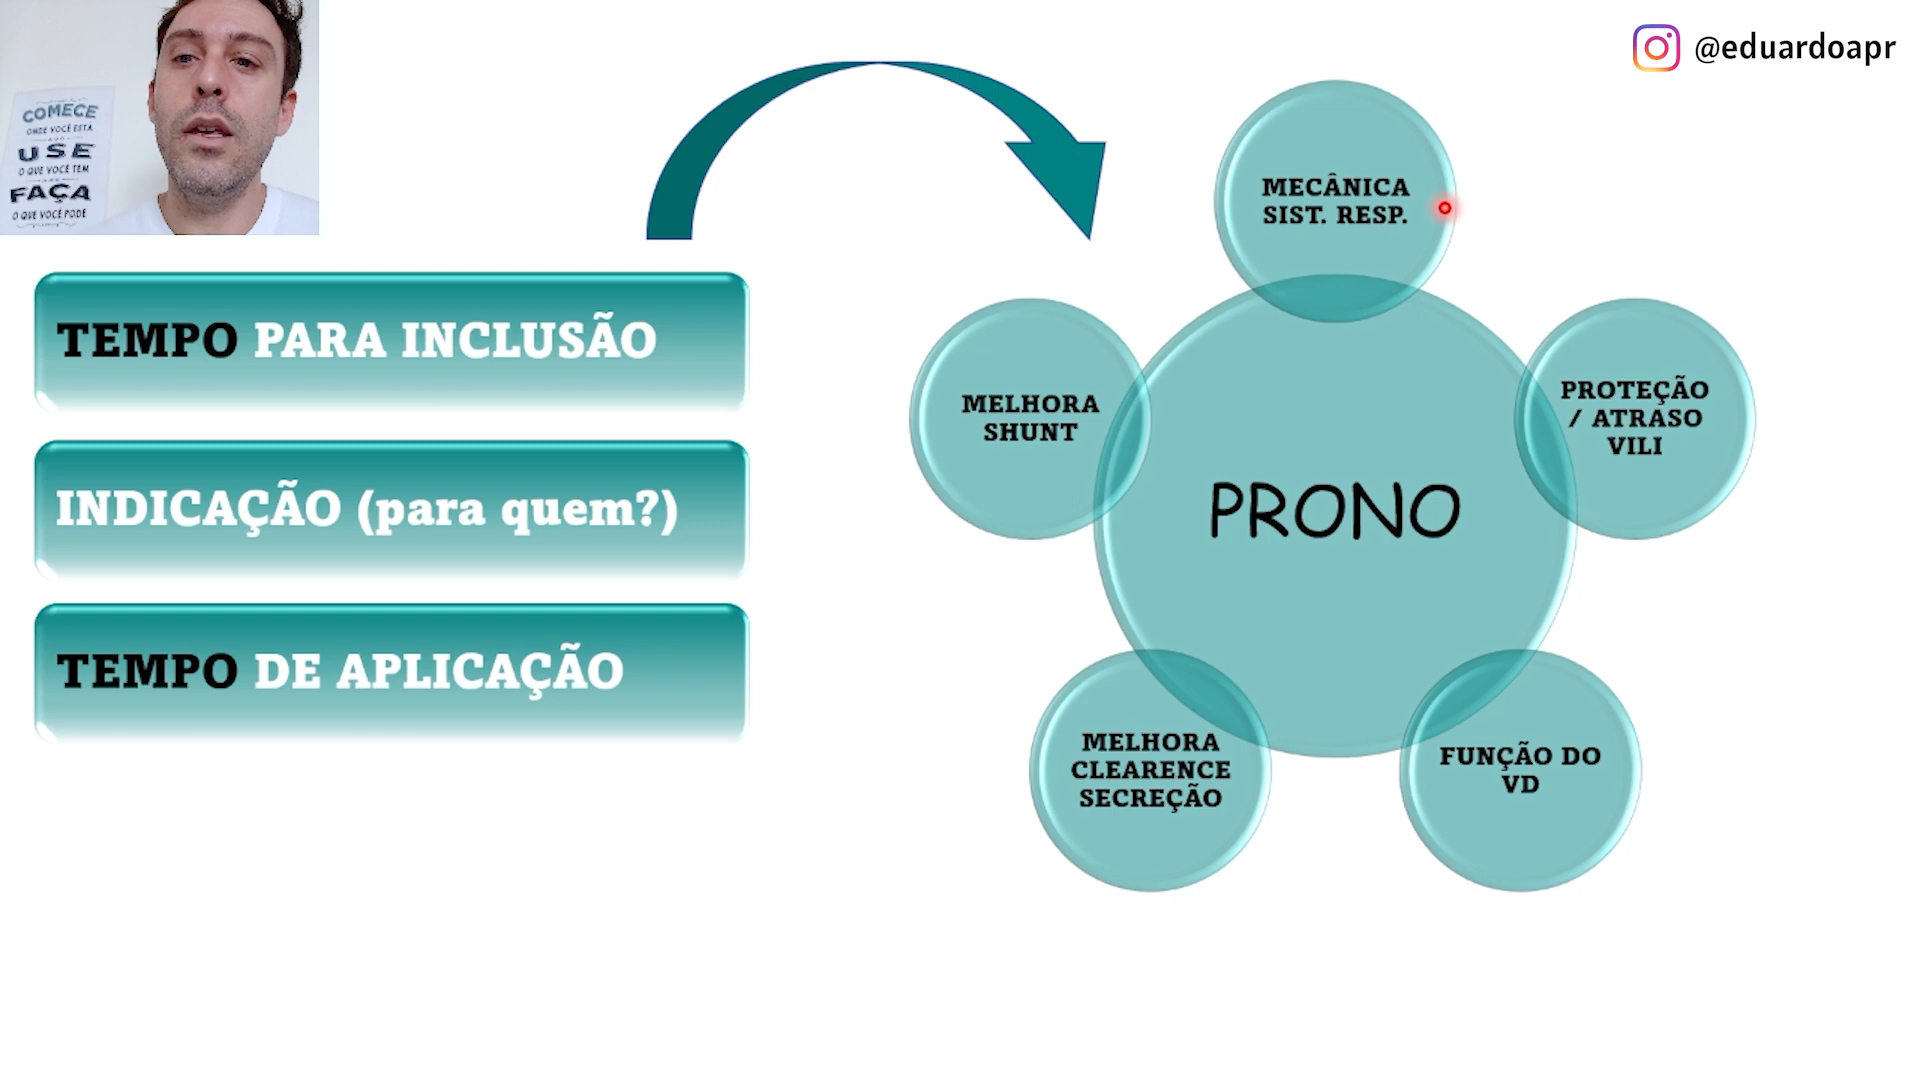 COMECE
ONDE VOCÊ ESTÁ
USE
O QUE VOCÊ TEM
FAÇA
O QUE VOCÊ PODE
@eduardoapr
TEMPO PARA INCLUSÃO
INDICAÇÃO (para quem?)
TEMPO DE APLICAÇÃO
MECÂNICA
SIST. RESP.
MELHORA
SHUNT
PROTEÇÃO
/ ATRASO
VILI
PRONO
MELHORA
CLEARENCE
SECREÇÃO
FUNÇÃO DO
VD